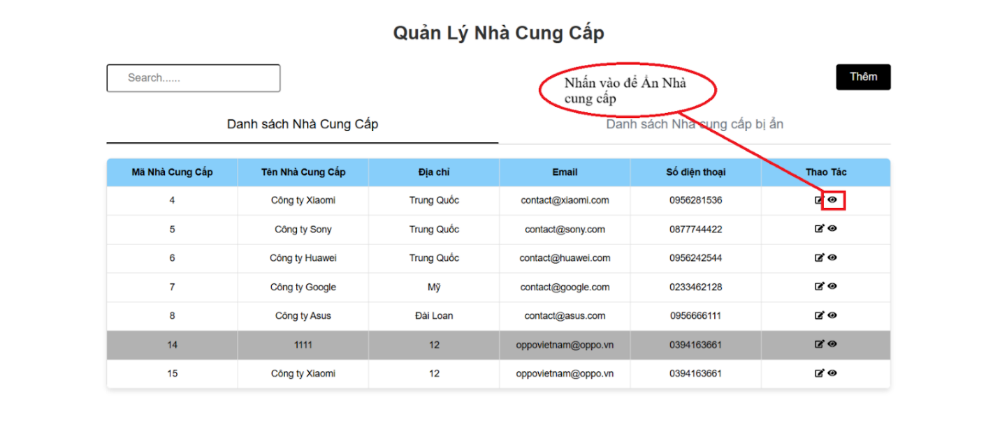 Quản Lý Nhà Cung Cấp
Search......
Nhấn vào để Ẩn Nhà
cung cấp
Thêm
Danh sách Nhà Cung Cấp
Danh sách Nhà cung cấp bị ẩn
Mã Nhà Cung Cấp Tên Nhà Cung Cấp Địa chỉ Email Số điện thoại Thao Tác
4 Công ty Xiaomi Trung Quốc contact@xiaomi.com 0956281536
5 Công ty Sony Trung Quốc contact@sony.com 0877744422
6 Công ty Huawei Trung Quốc contact@huawei.com 0956242544
7 Công ty Google Mỹ contact@google.com 0233462128
8 Công ty Asus Đài Loan contact@asus.com 0956666111
14 1111 12 oppovietnam@oppo.vn 0394163661
15 Công ty Xiaomi 12 oppovietnam@oppo.vn 0394163661